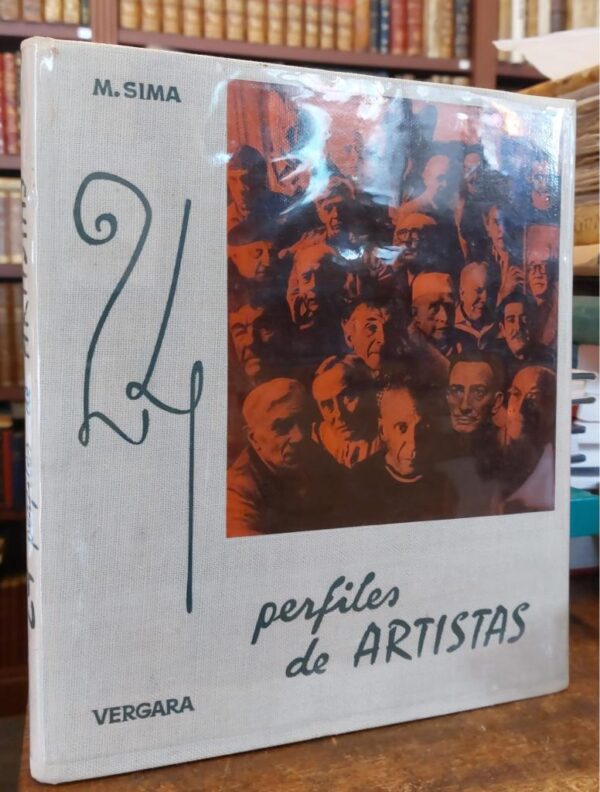 M. SIMA
24
perfiles
de ARTISTAS
VERGARA